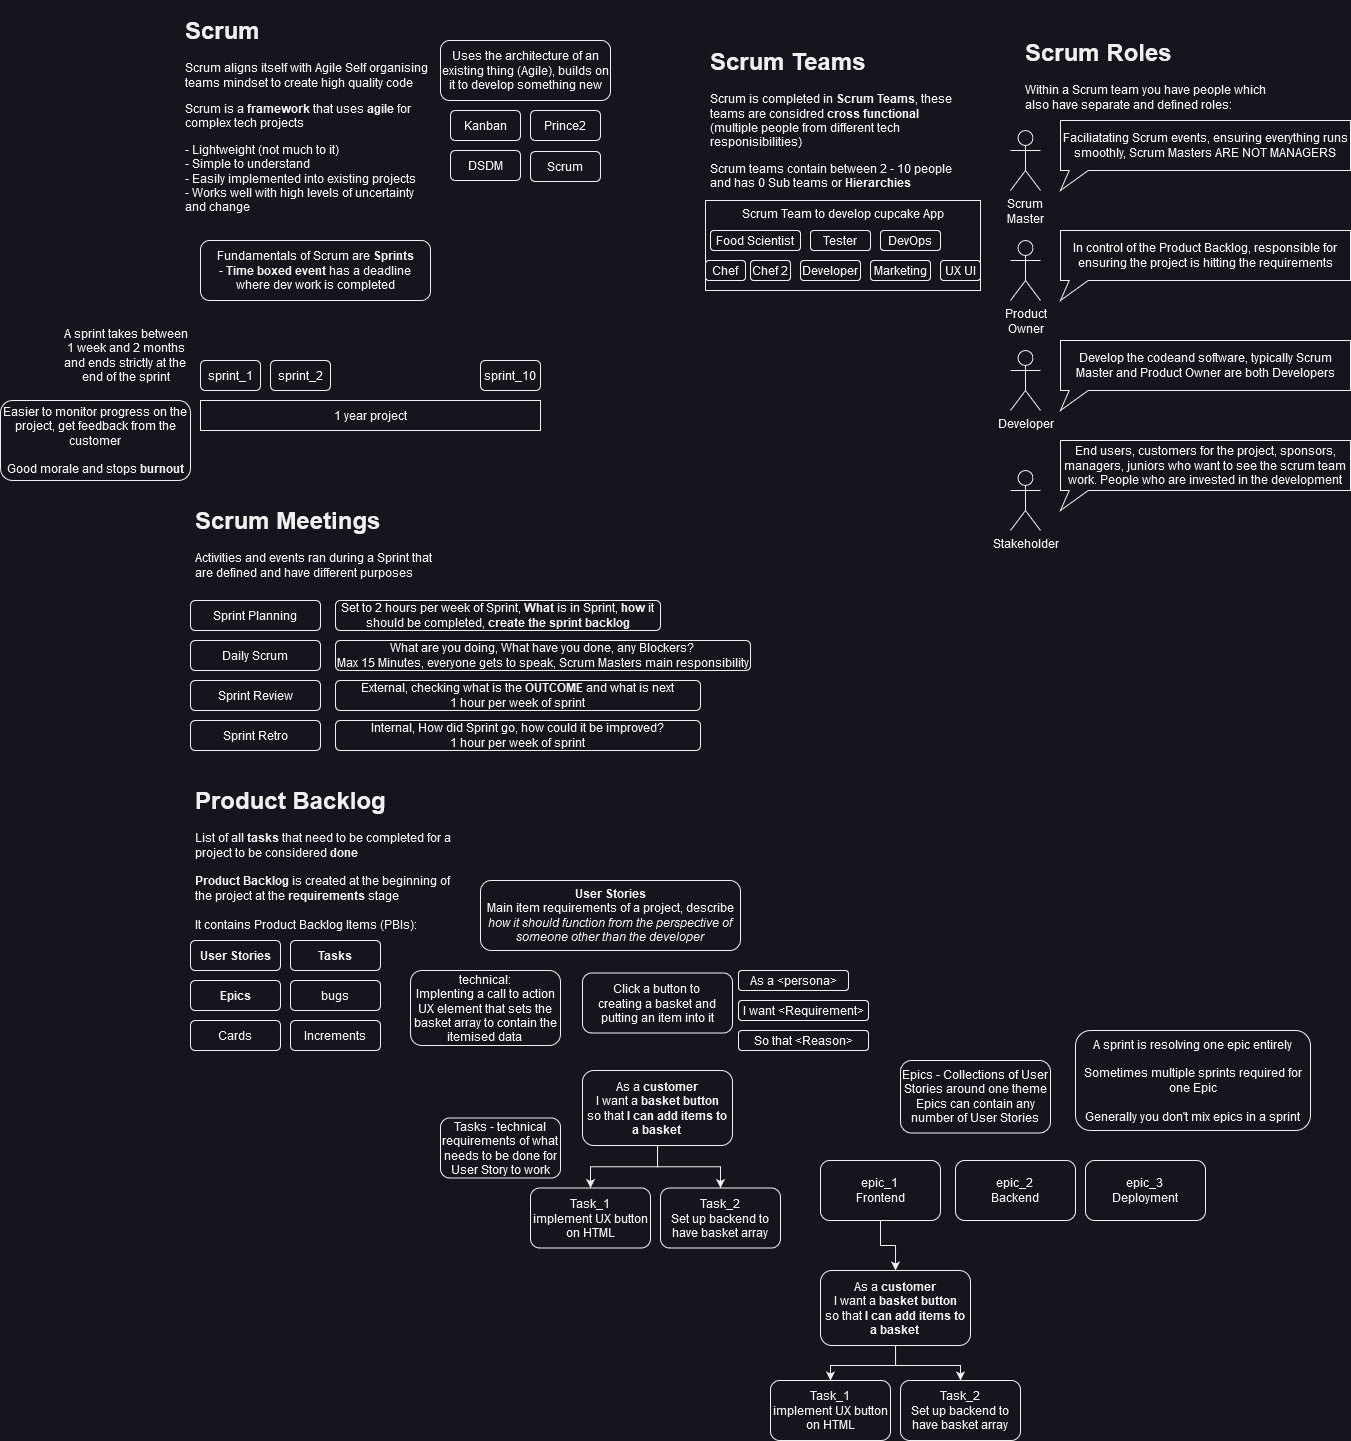 Scrum
Scrum aligns itself with Agile Self organising
teams mindset to create high quality code
Scrum is a framework that uses agile for
complex tech projects
- Lightweight (not much to it)
- Simple to understand
- Easily implemented into existing projects
- Works well with high levels of uncertainty
and change
Uses the architecture of an
existing thing (Agile), builds on
it to develop something new
Kanban
Prince2
DSDM
Scrum
Fundamentals of Scrum are Sprints
- Time boxed event has a deadline
where dev work is completed
A sprint takes between
1 week and 2 months
and ends strictly at the
end of the sprint
sprint_1
sprint_2
sprint_10
1 year project
Easier to monitor progress on the
project, get feedback from the
customer
Good morale and stops burnout
Scrum Teams
Scrum is completed in Scrum Teams, these
teams are considred cross functional
(multiple people from different tech
responisibilities)
Scrum teams contain between 2 - 10 people
and has 0 Sub teams or Hierarchies
Scrum Team to develop cupcake App
Food Scientist
Tester
DevOps
Chef
Chef 2
Developer
Marketing
UX UI
Scrum Roles
Within a Scrum team you have people which
also have separate and defined roles:
Faciliatating Scrum events, ensuring everything runs
smoothly, Scrum Masters ARE NOT MANAGERS
Scrum
Master
In control of the Product Backlog, responsible for
ensuring the project is hitting the requirements
Product
Owner
Develop the codeand software, typically Scrum
Master and Product Owner are both Developers
Developer
End users, customers for the project, sponsors,
managers, juniors who want to see the scrum team
work. People who are invested in the development
Stakeholder
Scrum Meetings
Activities and events ran during a Sprint that
are defined and have different purposes
Sprint Planning
Set to 2 hours per week of Sprint, What is in Sprint, how it
should be completed, create the sprint backlog
Daily Scrum
What are you doing, What have you done, any Blockers?
Max 15 Minutes, everyone gets to speak, Scrum Masters main responsibility
Sprint Review
External, checking what is the OUTCOME and what is next
1 hour per week of sprint
Sprint Retro
Internal, How did Sprint go, how could it be improved?
1 hour per week of sprint
Product Backlog
List of all tasks that need to be completed for a
project to be considered done
Product Backlog is created at the beginning of
the project at the requirements stage
It contains Product Backlog Items (PBIs):
User Stories
Tasks
Epics
bugs
Cards
Increments
User Stories
Main item requirements of a project, describe
how it should function from the perspective of
someone other than the developer
technical:
Implenting a call to action
UX element that sets the
basket array to contain the
itemised data
Click a button to
creating a basket and
putting an item into it
As a <persona>
I want <Requirement>
So that <Reason>
As a customer
I want a basket button
so that I can add items to
a basket
Tasks - technical
requirements of what
needs to be done for
User Story to work
Task_1
implement UX button
on HTML
Task_2
Set up backend to
have basket array
Epics - Collections of User
Stories around one theme
Epics can contain any
number of User Stories
A sprint is resolving one epic entirely
Sometimes multiple sprints required for
one Epic
Generally you don't mix epics in a sprint
epic_1
Frontend
epic_2
Backend
epic_3
Deployment
As a customer
I want a basket button
so that I can add items to
a basket
Task_1
implement UX button
on HTML
Task_2
Set up backend to
have basket array